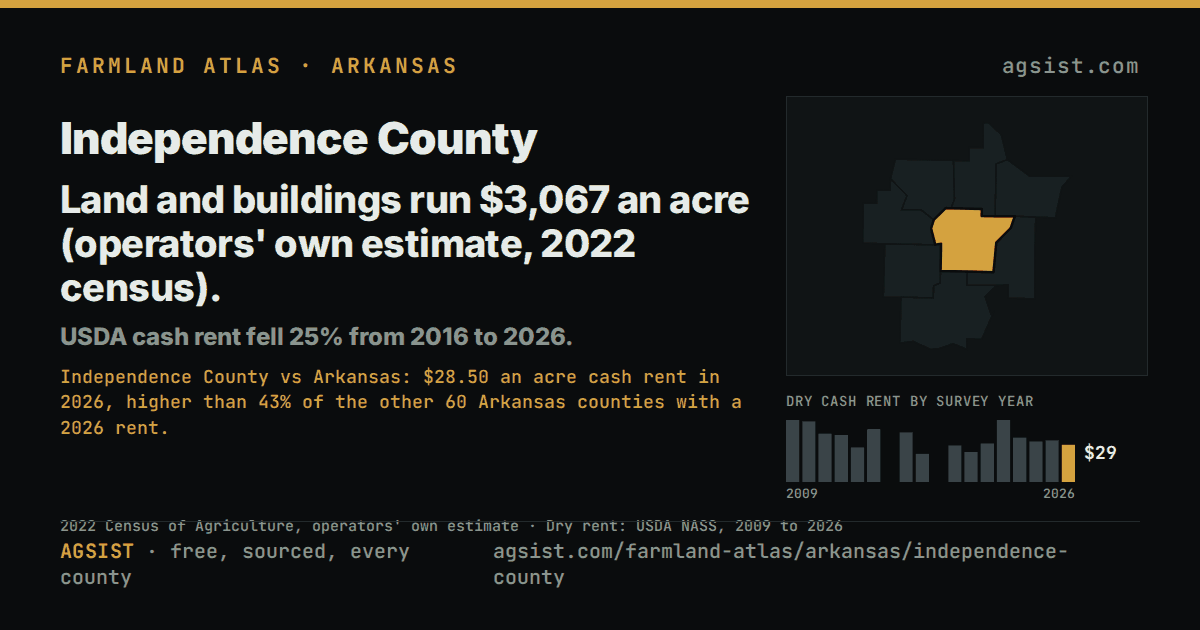 FARMLAND ATLAS · ARKANSAS
agsist.com
Independence County
Land and buildings run $3,067 an acre
(operators' own estimate, 2022
census).
USDA cash rent fell 25% from 2016 to 2026.
Independence County vs Arkansas: $28.50 an acre cash rent in
2026, higher than 43% of the other 60 Arkansas counties with a
2026 rent.
DRY CASH RENT BY SURVEY YEAR
$29
2009
2026
2022 Census of Agriculture, operators' own estimate · Dry rent: USDA NASS, 2009 to 2026
AGSIST · free, sourced, every
county
agsist.com/farmland-atlas/arkansas/independence-
county